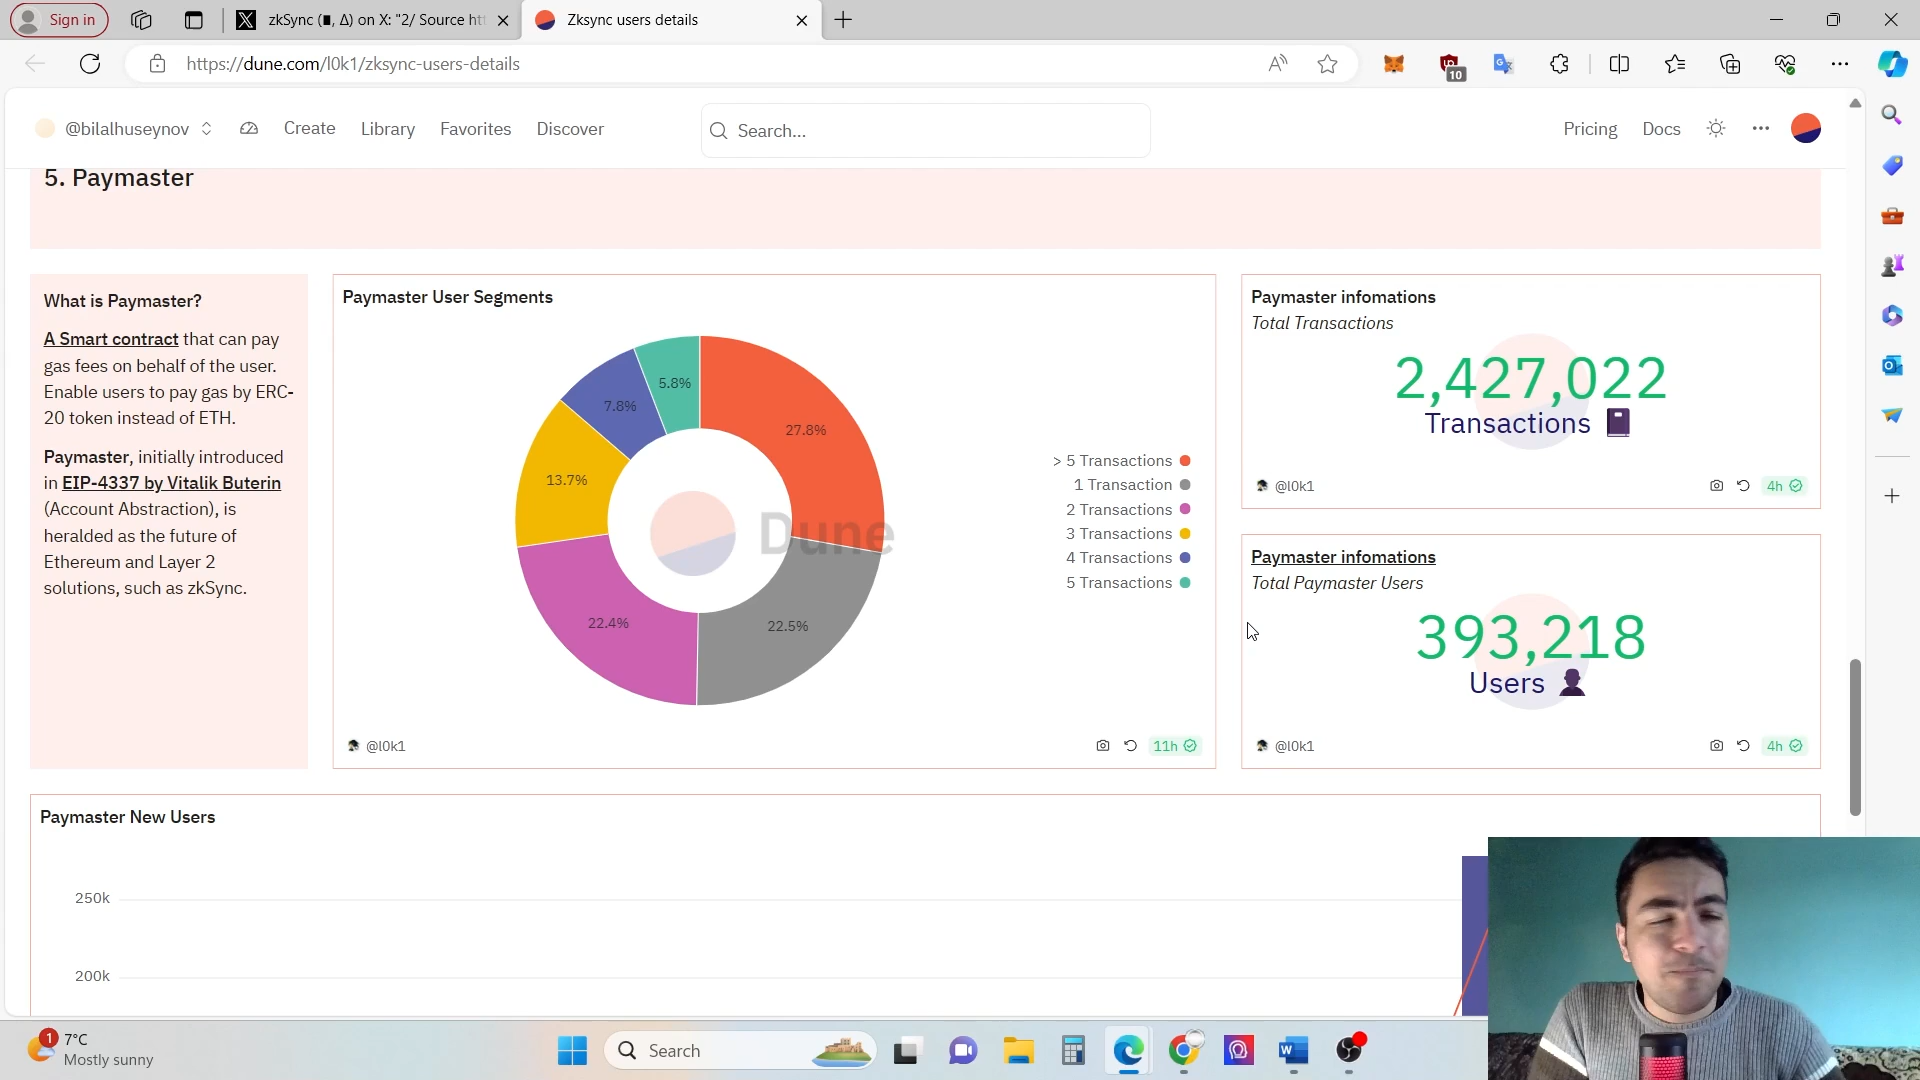 Sign in
zkSync (∎, ∆) on X: "2/ Source ht
Zksync users details
https://dune.com/l0k1/zksync-users-details
10
@bilalhuseynov
Create
Library
Favorites
Discover
Search...
Pricing
Docs
5. Paymaster
What is Paymaster?
A Smart contract that can pay
gas fees on behalf of the user.
Enable users to pay gas by ERC-
20 token instead of ETH.
Paymaster, initially introduced
in EIP-4337 by Vitalik Buterin
(Account Abstraction), is
heralded as the future of
Ethereum and Layer 2
solutions, such as zkSync.
Paymaster User Segments
5.8%
7.8%
27.8%
13.7%
22.4%
22.5%
Dune
> 5 Transactions
1 Transaction
2 Transactions
3 Transactions
4 Transactions
5 Transactions
@l0k1
11h
Paymaster infomations
Total Transactions
2,427,022
Transactions
@l0k1
4h
Paymaster infomations
Total Paymaster Users
393,218
Users
@l0k1
4h
Paymaster New Users
250k
200k
1
7°C
Mostly sunny
Search